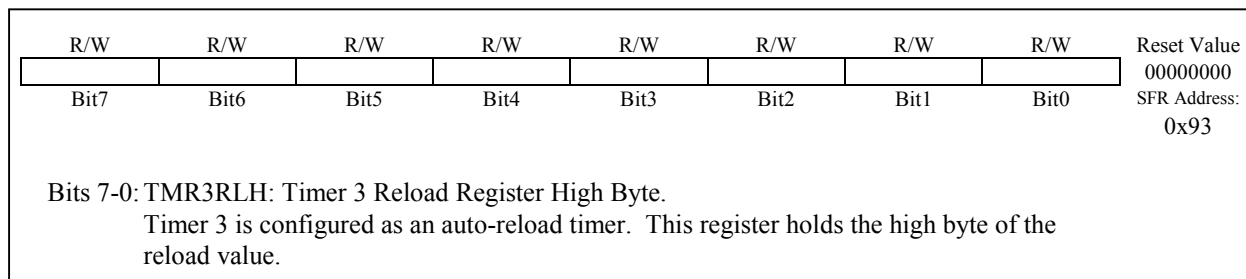 R/W R/W R/W R/W R/W R/W R/W R/W Reset Value
00000000
Bit7 Bit6 Bit5 Bit4 Bit3 Bit2 Bit1 Bit0 SFR Address:
0x93
Bits 7-0: TMR3RLH: Timer 3 Reload Register High Byte.
Timer 3 is configured as an auto-reload timer. This register holds the high byte of the
reload value.